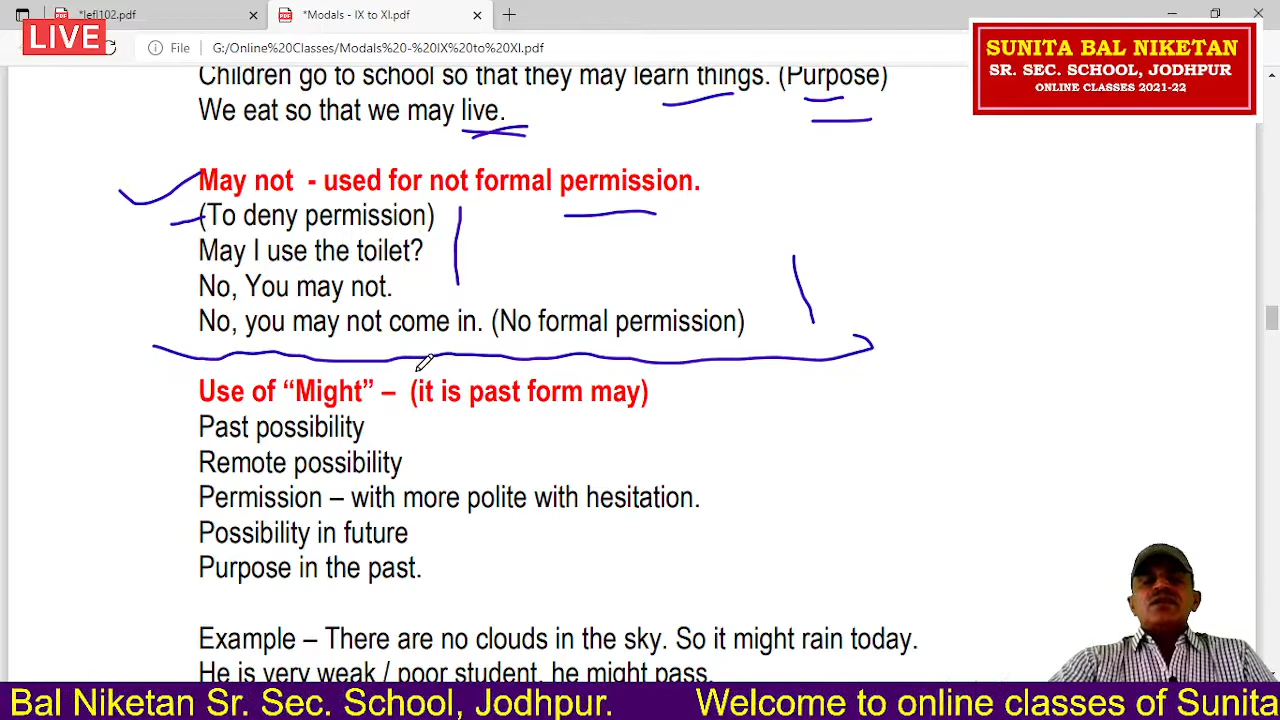 *lefl102.pdf
*Modals - IX to XI.pdf
LIVE
File G:/Online%20Classes/Modals%20-%20IX%20to%20XI.pdf
SUNITA BAL NIKETAN
SR. SEC. SCHOOL, JODHPUR
ONLINE CLASSES 2021-22
Children go to school so that they may learn things. (Purpose)
We eat so that we may live.
May not - used for not formal permission.
(To deny permission)
May I use the toilet?
No, You may not.
No, you may not come in. (No formal permission)
Use of “Might” – (it is past form may)
Past possibility
Remote possibility
Permission – with more polite with hesitation.
Possibility in future
Purpose in the past.
Example – There are no clouds in the sky. So it might rain today.
He is very weak / poor student, he might pass.
Bal Niketan Sr. Sec. School, Jodhpur. Welcome to online classes of Sunita